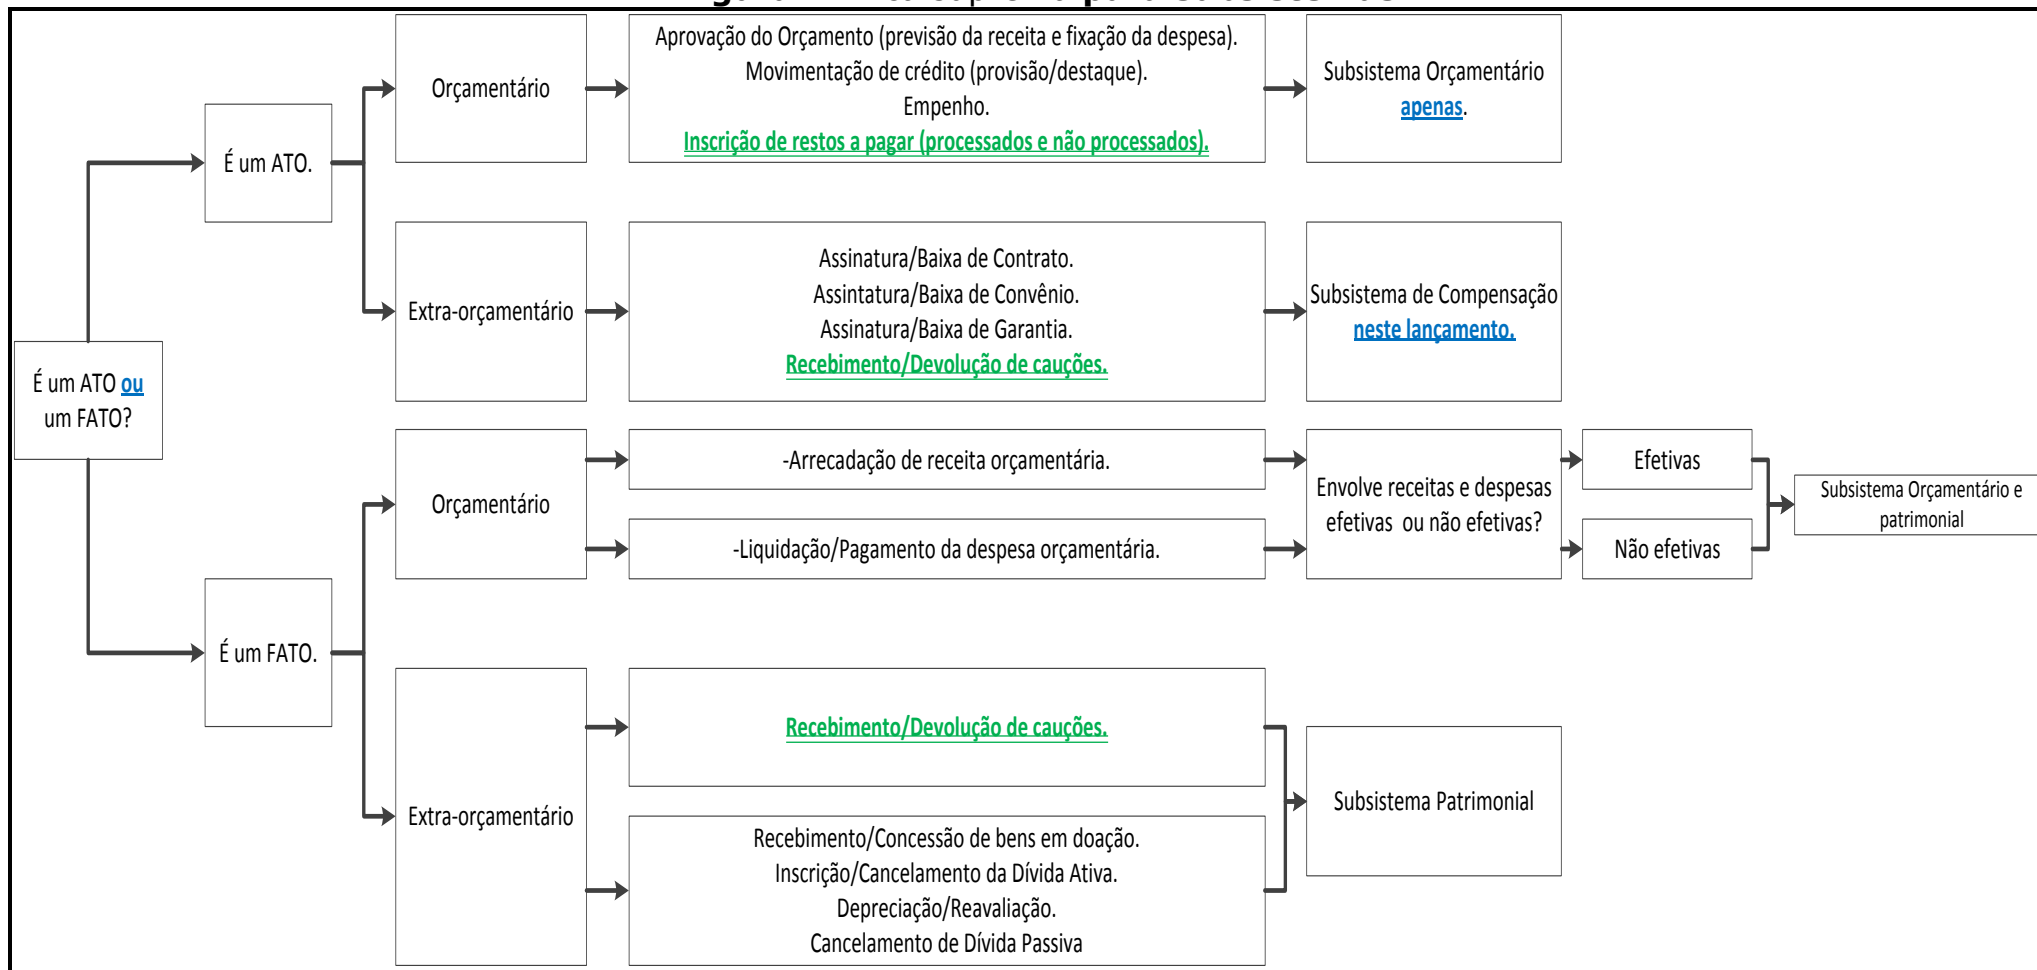 Aprovação do Orçamento (previsão da receita e fixação da despesa).
Movimentação de crédito (provisão/destaque).
Empenho.
Inscrição de restos a pagar (processados e não processados).
Orçamentário
Subsistema Orçamentário
apenas.
É um ATO.
Extra-orçamentário
Assinatura/Baixa de Contrato.
Assintatura/Baixa de Convênio.
Assinatura/Baixa de Garantia.
Recebimento/Devolução de cauções.
Subsistema de Compensação
neste lançamento.
É um ATO ou
um FATO?
Orçamentário
-Arrecadação de receita orçamentária.
-Liquidação/Pagamento da despesa orçamentária.
Envolve receitas e despesas
efetivas ou não efetivas?
Efetivas
Não efetivas
Subsistema Orçamentário e
patrimonial
É um FATO.
Extra-orçamentário
Recebimento/Devolução de cauções.
Recebimento/Concessão de bens em doação.
Inscrição/Cancelamento da Dívida Ativa.
Depreciação/Reavaliação.
Cancelamento de Dívida Passiva
Subsistema Patrimonial